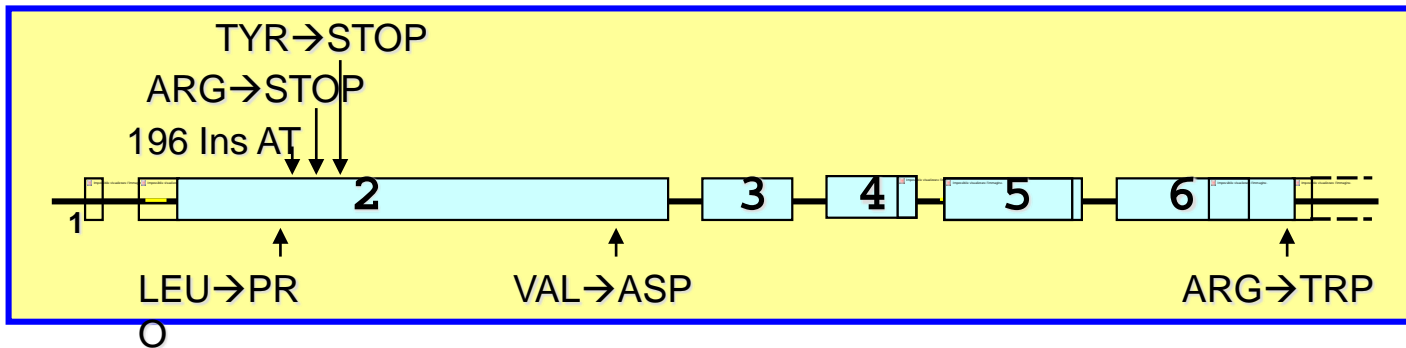 TYR→STOP
ARG→STOP
196 Ins AT
1
2
3
4
5
6
LEU→PR
O
VAL→ASP
ARG→TRP